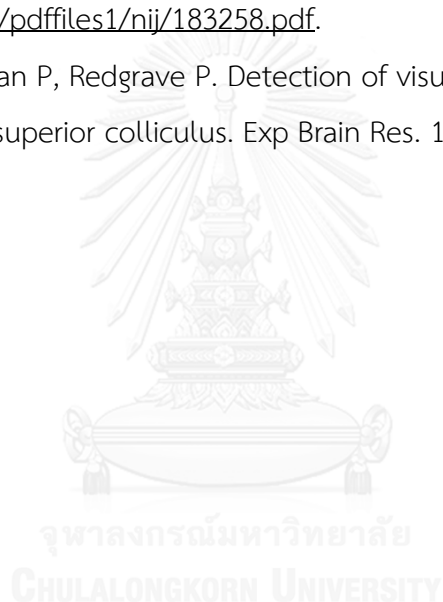 /pdffiles1/nij/183258.pdf.
an P, Redgrave P. Detection of visu
superior colliculus. Exp Brain Res. 1
จุฬาลงกรณ์มหาวิทยาลัย
CHULALONGKORN UNIVERSITY